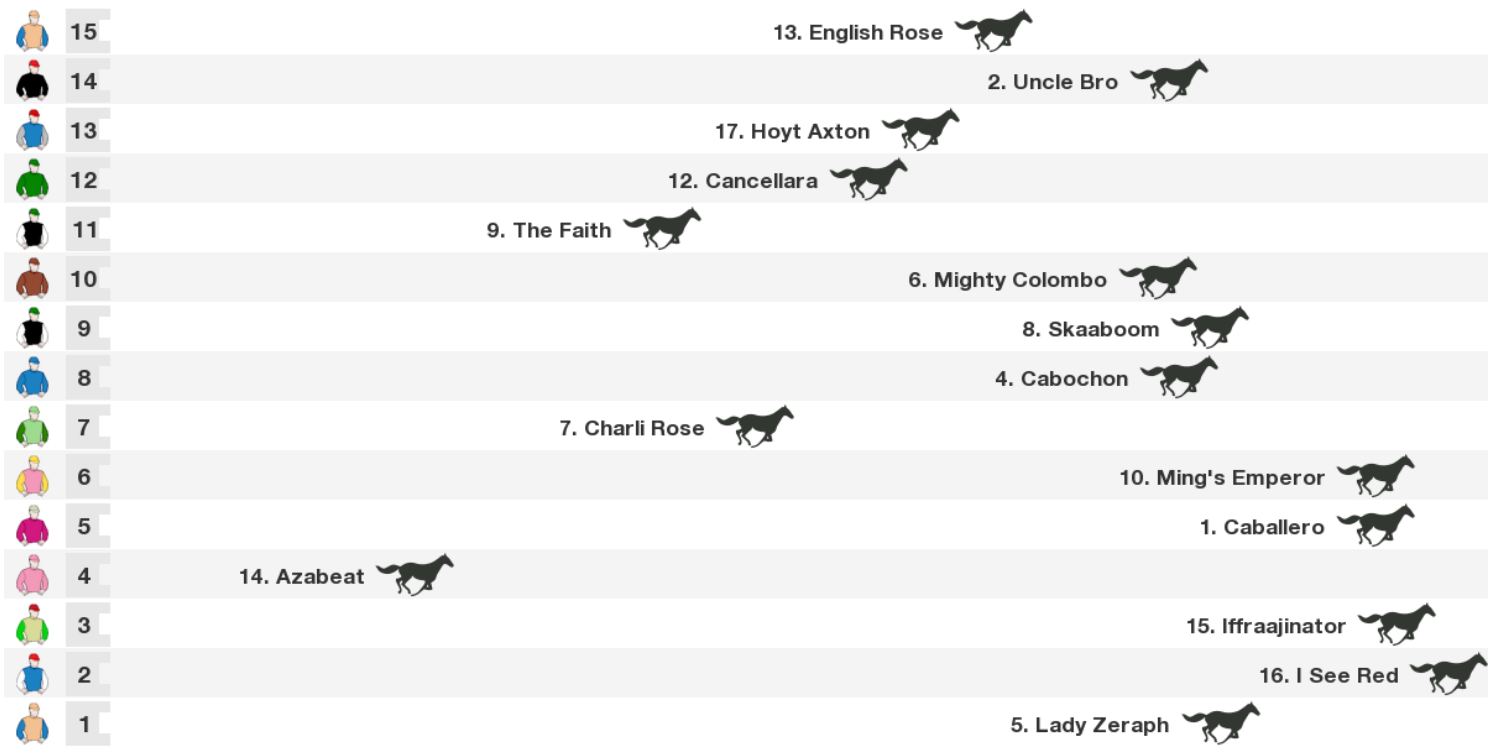 15 13. English Rose
14 2. Uncle Bro
13 17. Hoyt Axton
12 12. Cancellara
11 9. The Faith
10 6. Mighty Colombo
9 8. Skaaboom
8 4. Cabochon
7 7. Charli Rose
6 10. Ming's Emperor
5 1. Caballero
4 14. Azabeat
3 15. Iffraajinator
2 16. I See Red
1 5. Lady Zeraph